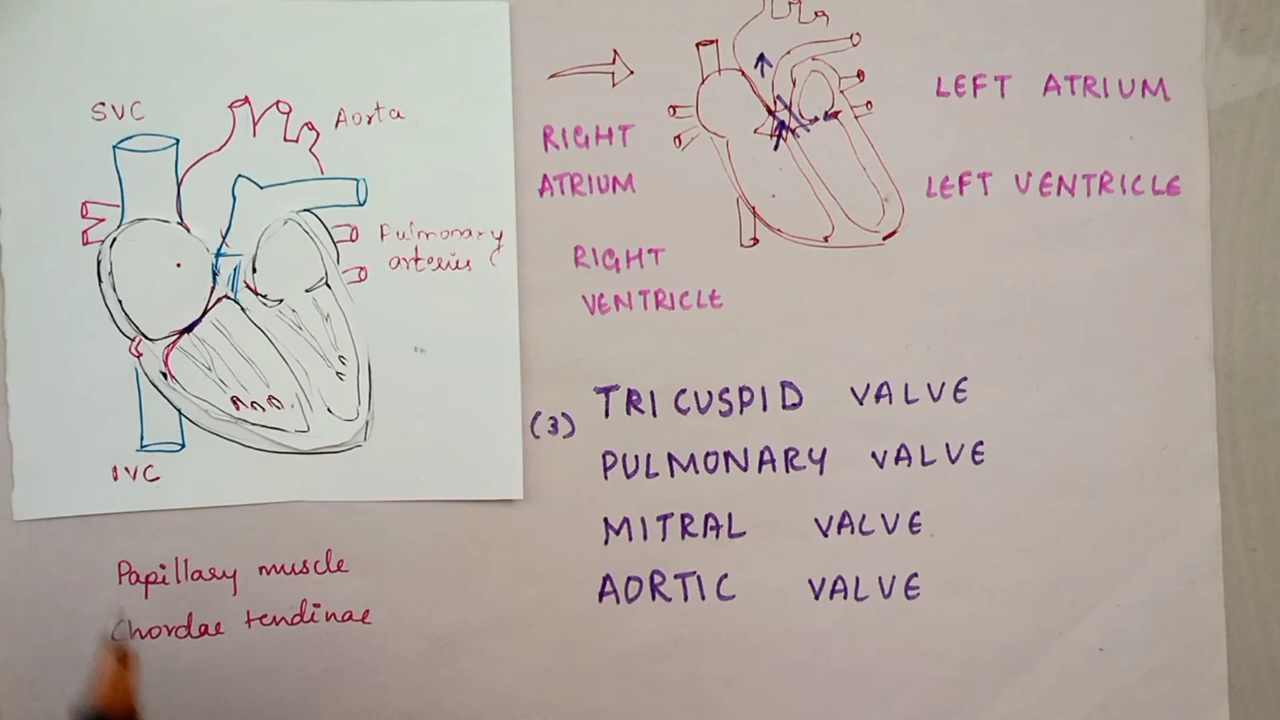 SVC
Aorta
Pulmonary
arteries
IVC
Papillary muscle
Chordae tendinae
RIGHT
ATRIUM
LEFT ATRIUM
LEFT VENTRICLE
RIGHT
VENTRICLE
(3) TRICUSPID VALVE
PULMONARY VALVE
MITRAL VALVE
AORTIC VALVE